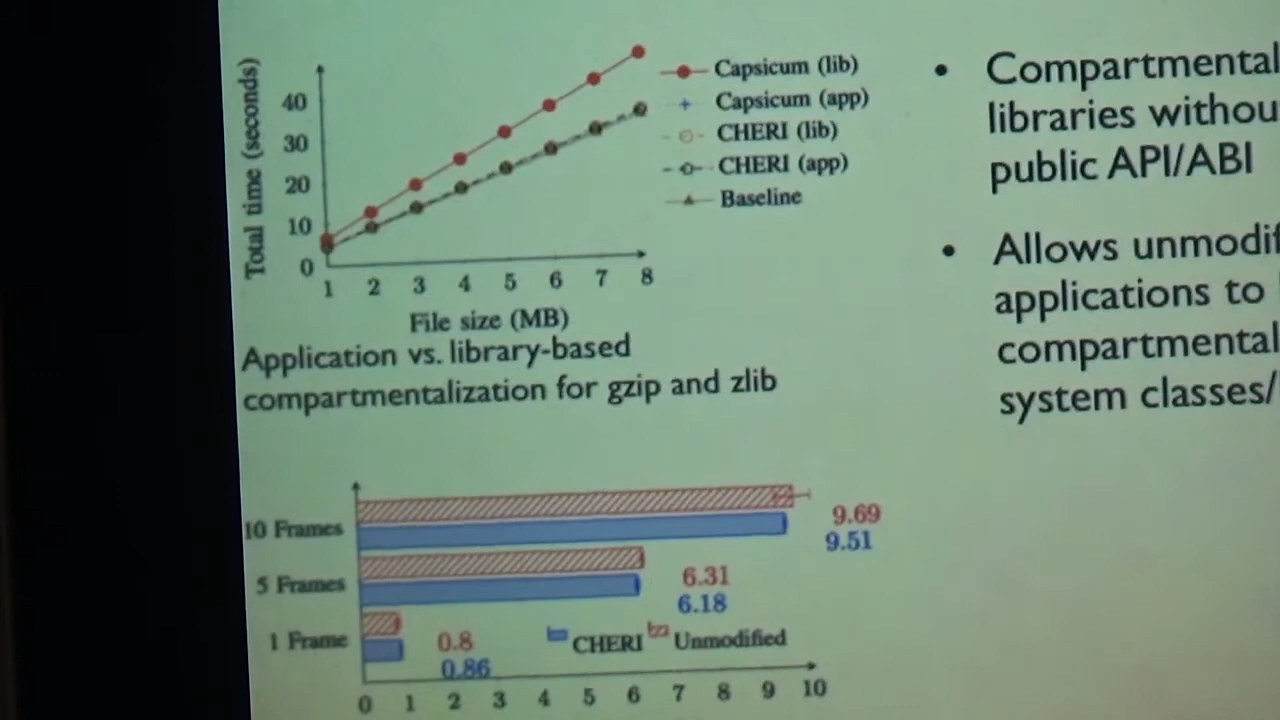 Total time (seconds)
40
30
20
10
0
1 2 3 4 5 6 7 8
File size (MB)
Capsicum (lib)
Capsicum (app)
CHERI (lib)
CHERI (app)
Baseline
Application vs. library-based
compartmentalization for gzip and zlib
10 Frames
9.69
9.51
5 Frames
6.31
6.18
1 Frame
0.8
0.86
CHERI Unmodified
0 1 2 3 4 5 6 7 8 9 10
• Compartmental
libraries withou
public API/ABI
• Allows unmodif
applications to
compartmental
system classes/